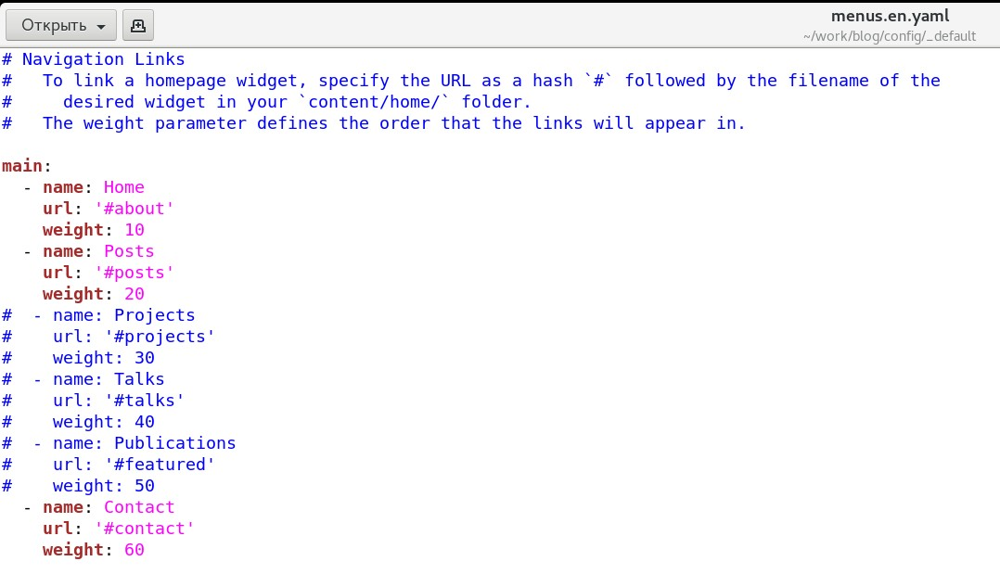 Открыть
menus.en.yaml
~/work/blog/config/_default
# Navigation Links
#   To link a homepage widget, specify the URL as a hash `#` followed by the filename of the
#     desired widget in your `content/home/` folder.
#   The weight parameter defines the order that the links will appear in.

main:
  - name: Home
    url: '#about'
    weight: 10
  - name: Posts
    url: '#posts'
    weight: 20
#  - name: Projects
#    url: '#projects'
#    weight: 30
#  - name: Talks
#    url: '#talks'
#    weight: 40
#  - name: Publications
#    url: '#featured'
#    weight: 50
  - name: Contact
    url: '#contact'
    weight: 60